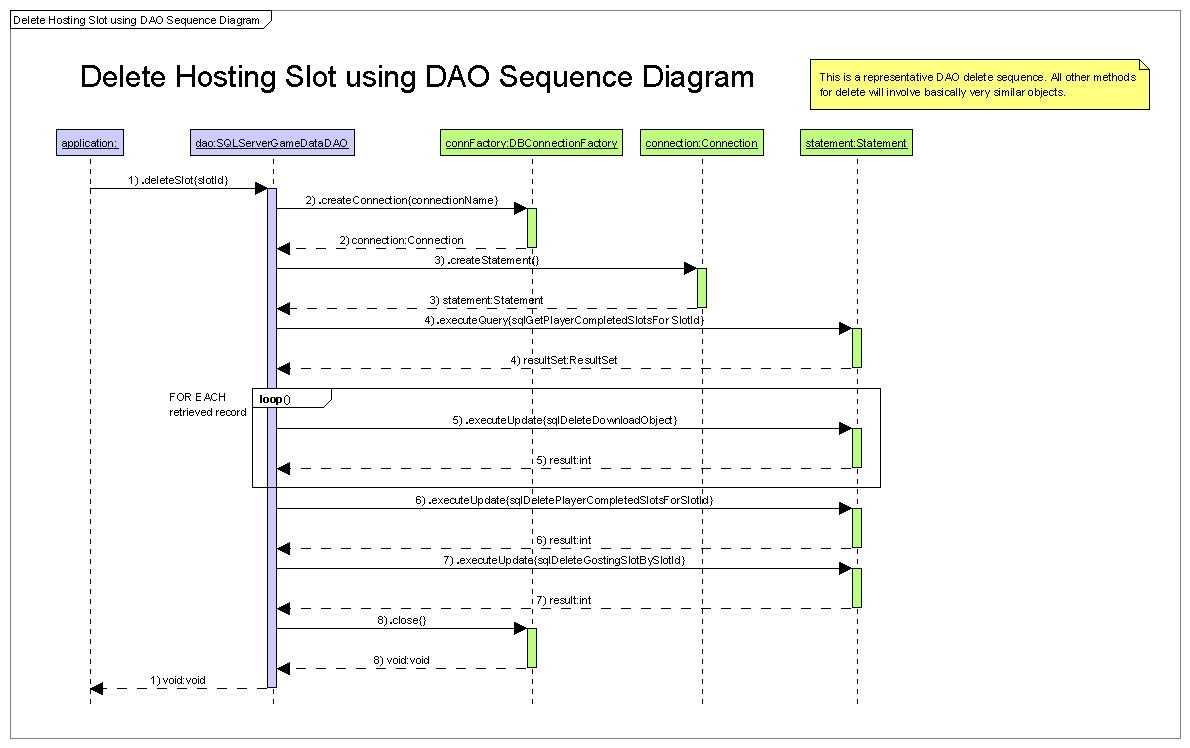 Delete Hosting Slot using DAO Sequence Diagram
Delete Hosting Slot using DAO Sequence Diagram
This is a representative DAO delete sequence. All other methods
for delete will involve basically very similar objects.
application:
dao:SQLServerGameDataDAO
connFactory:DBConnectionFactory
connection:Connection
statement:Statement
1) .deleteSlot{slotId}
2) .createConnection{connectionName}
2) connection:Connection
3) .createStatement{}
3) statement:Statement
4) .executeQuery{sqlGetPlayerCompletedSlotsFor SlotId}
4) resultSet:ResultSet
FOR EACH
retrieved record
loop()
5) .executeUpdate{sqlDeleteDownloadObject}
5) result:int
6) .executeUpdate{sqlDeletePlayerCompletedSlotsForSlotId}
6) result:int
7) .executeUpdate{sqlDeleteGostingSlotBySlotId}
7) result:int
8) .close{}
8) void:void
1) void:void